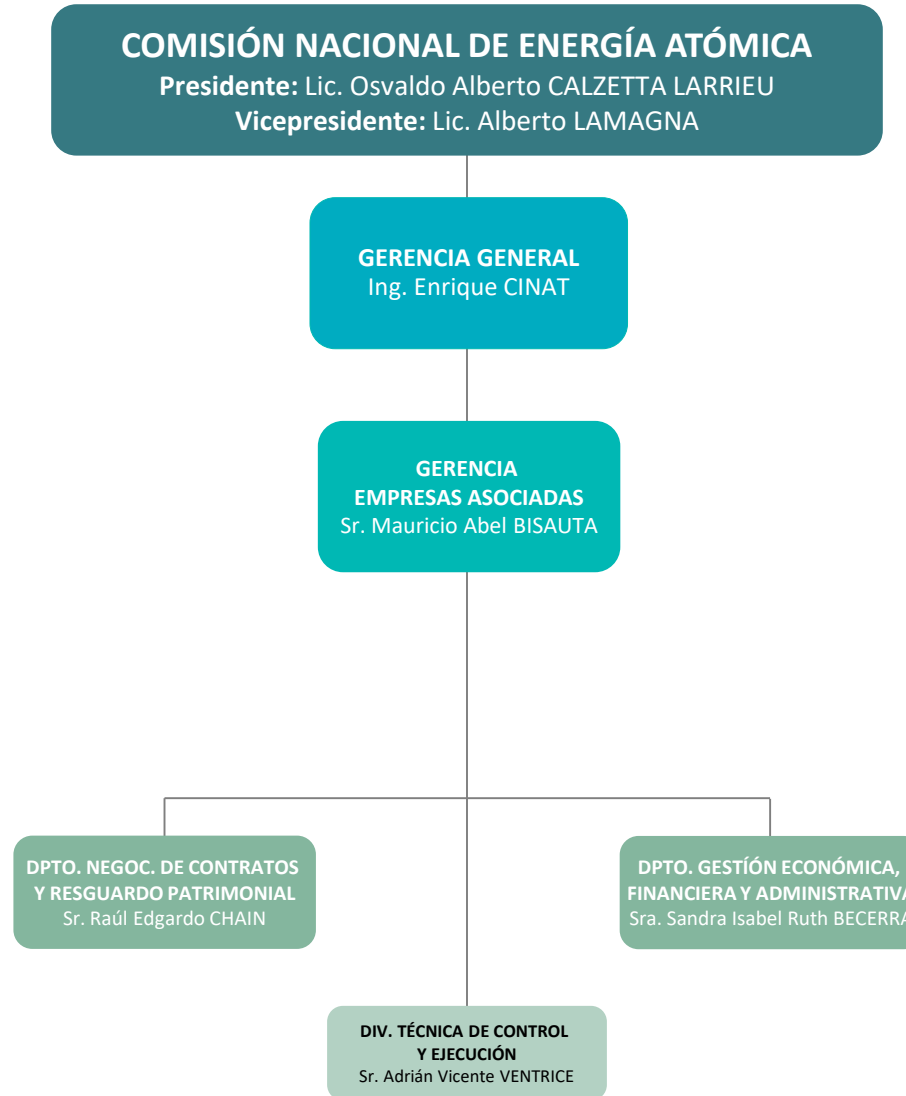 COMISIÓN NACIONAL DE ENERGÍA ATÓMICA
Presidente: Lic. Osvaldo Alberto CALZETTA LARRIEU
Vicepresidente: Lic. Alberto LAMAGNA
GERENCIA GENERAL
Ing. Enrique CINAT
GERENCIA
EMPRESAS ASOCIADAS
Sr. Mauricio Abel BISAUTA
DPTO. NEGOC. DE CONTRATOS
Y RESGUARDO PATRIMONIAL
Sr. Raúl Edgardo CHAIN
DPTO. GESTÍÓN ECONÓMICA,
FINANCIERA Y ADMINISTRATIVA
Sra. Sandra Isabel Ruth BECERRA
DIV. TÉCNICA DE CONTROL
Y EJECUCIÓN
Sr. Adrián Vicente VENTRICE